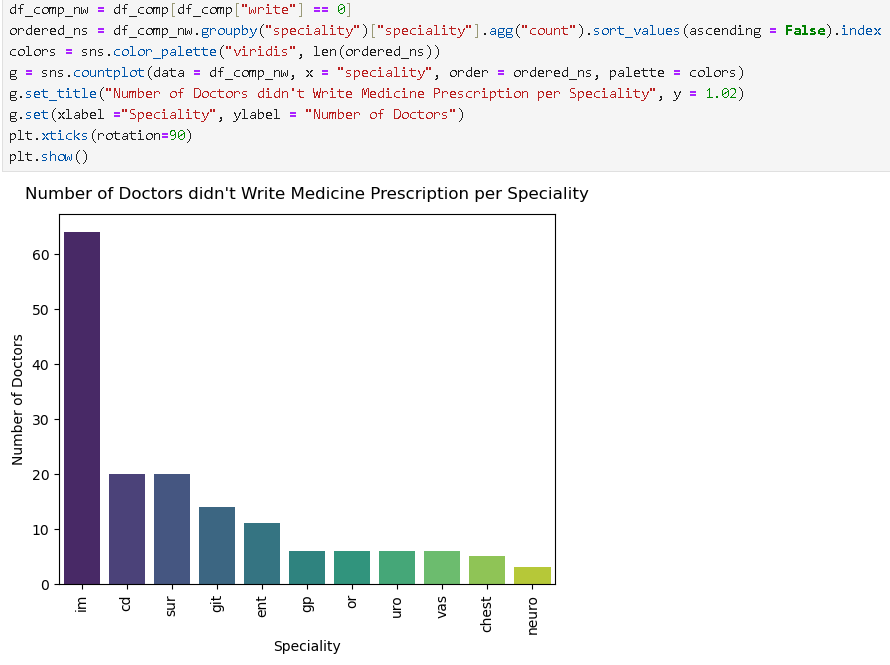 df_comp_nw = df_comp[df_comp["write"] == 0]
ordered_ns = df_comp_nw.groupby("speciality")["speciality"].agg("count").sort_values(ascending = False).index
colors = sns.color_palette("viridis", len(ordered_ns))
g = sns.countplot(data = df_comp_nw, x = "speciality", order = ordered_ns, palette = colors)
g.set_title("Number of Doctors didn't Write Medicine Prescription per Speciality", y = 1.02)
g.set(xlabel ="Speciality", ylabel = "Number of Doctors")
plt.xticks(rotation=90)
plt.show()
Number of Doctors didn't Write Medicine Prescription per Speciality
Number of Doctors
60
50
40
30
20
10
0
im
cd
sur
git
ent
gp
or
uro
vas
chest
neuro
Speciality